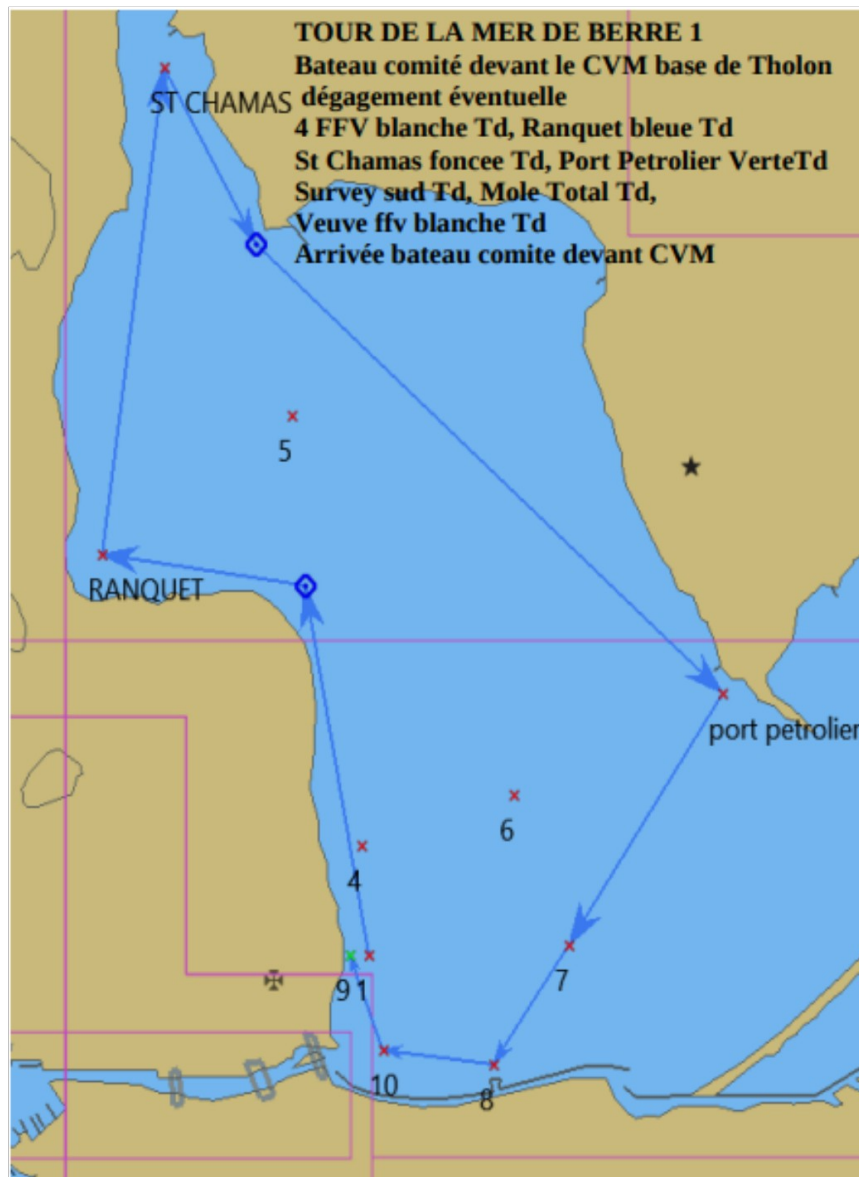 TOUR DE LA MER DE BERRE 1
Bateau comité devant le CVM base de Tholon
dégagement éventuelle
4 FFV blanche Td, Ranquet bleue Td
St Chamas foncee Td, Port Petrolier VerteTd
Survey sud Td, Mole Total Td,
Veuve ffv blanche Td
Arrivée bateau comite devant CVM
ST CHAMAS
5
RANQUET
port petrolier
6
4
7
9 1
10
8